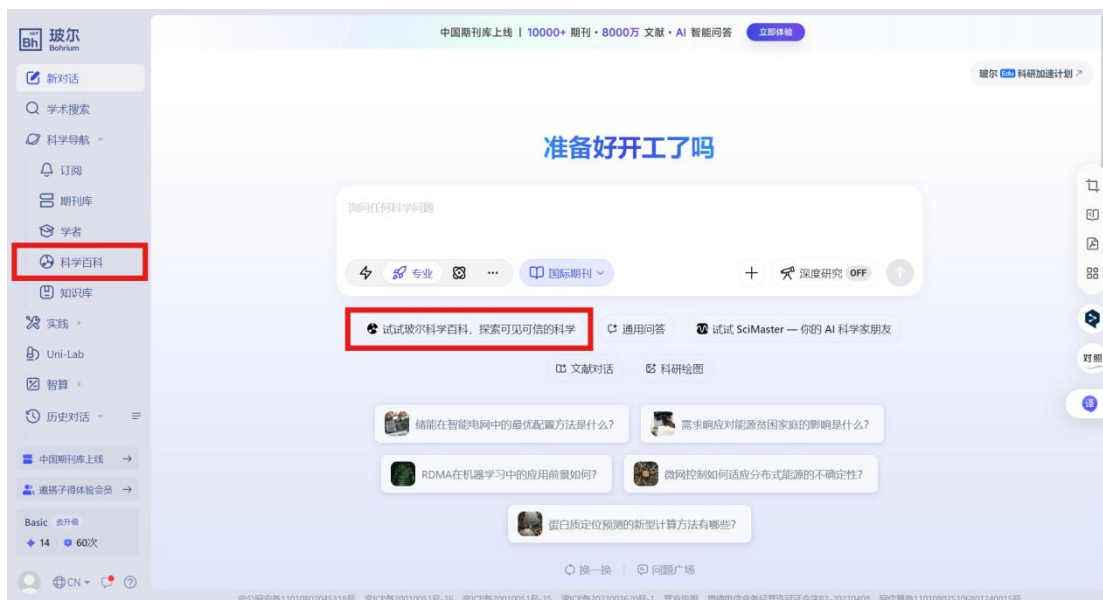 Bh 玻尔
Bohrium
中国期刊库上线 | 10000+ 期刊・8000万 文献・AI 智能问答 立即体验
玻尔 Edu 科研加速计划
新对话
学术搜索
科学导航
订阅
期刊库
学者
科学百科
知识库
实践
Uni-Lab
智算
历史对话
中国期刊库上线 →
邀搭子得体验会员 →
Basic 去升级
14 60次
CN
准备好开工了吗
询问任何科学问题
专业 ... 国际期刊
深度研究 OFF
试试玻尔科学百科，探索可见可信的科学 通用问答 试试 SciMaster — 你的 AI 科学家朋友
文献对话 科研绘图
储能在智能电网中的最优配置方法是什么? 需求响应对能源贫困家庭的影响是什么?
RDMA在机器学习中的应用前景如何? 微网控制如何适应分布式能源的不确定性?
蛋白质定位预测的新型计算方法有哪些?
换一换 | 问题广场
对照
译